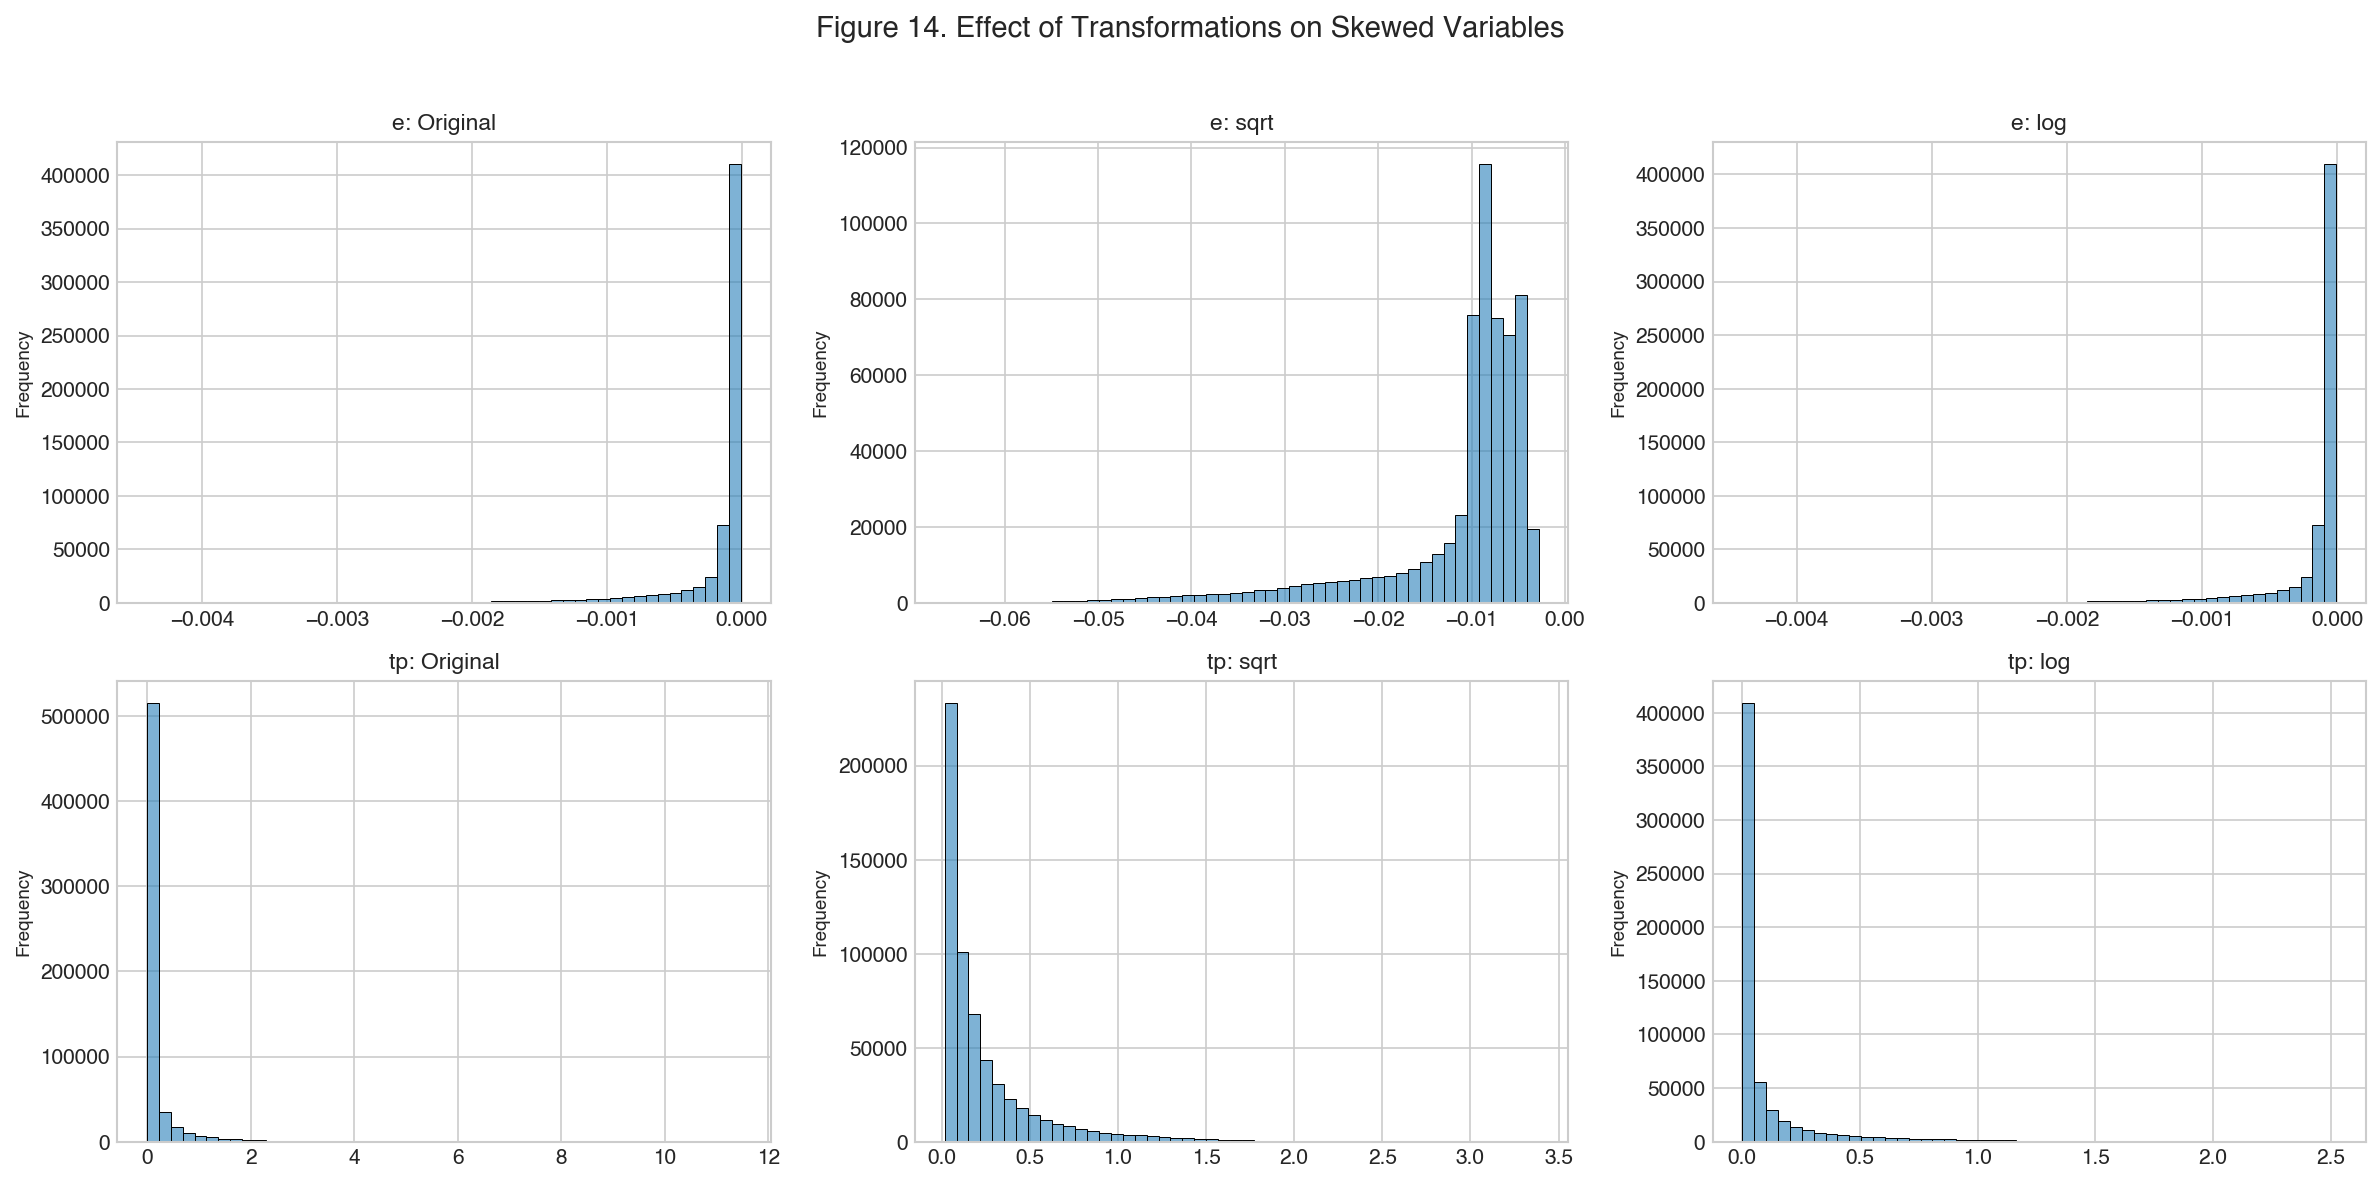 Figure 14. Effect of Transformations on Skewed Variables
e: Original
Frequency
400000
350000
300000
250000
200000
150000
100000
50000
0
−0.004 −0.003 −0.002 −0.001 0.000
e: sqrt
Frequency
120000
100000
80000
60000
40000
20000
0
−0.06 −0.05 −0.04 −0.03 −0.02 −0.01 0.00
e: log
Frequency
400000
350000
300000
250000
200000
150000
100000
50000
0
−0.004 −0.003 −0.002 −0.001 0.000
tp: Original
Frequency
500000
400000
300000
200000
100000
0
0 2 4 6 8 10 12
tp: sqrt
Frequency
200000
150000
100000
50000
0
0.0 0.5 1.0 1.5 2.0 2.5 3.0 3.5
tp: log
Frequency
400000
350000
300000
250000
200000
150000
100000
50000
0
0.0 0.5 1.0 1.5 2.0 2.5